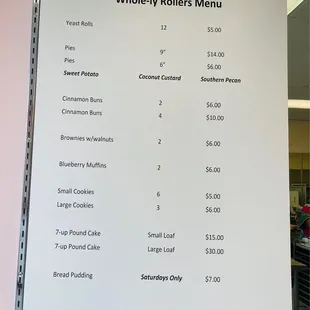 Whole-ly Rollers Menu
Yeast Rolls 12 $5.00
Pies 9" $14.00
Pies 6" $6.00
Sweet Potato Coconut Custard Southern Pecan
Cinnamon Buns 2 $6.00
Cinnamon Buns 4 $10.00
Brownies w/walnuts 2 $6.00
Blueberry Muffins 2 $6.00
Small Cookies 6 $5.00
Large Cookies 3 $6.00
7-up Pound Cake Small Loaf $15.00
7-up Pound Cake Large Loaf $30.00
Bread Pudding Saturdays Only $7.00